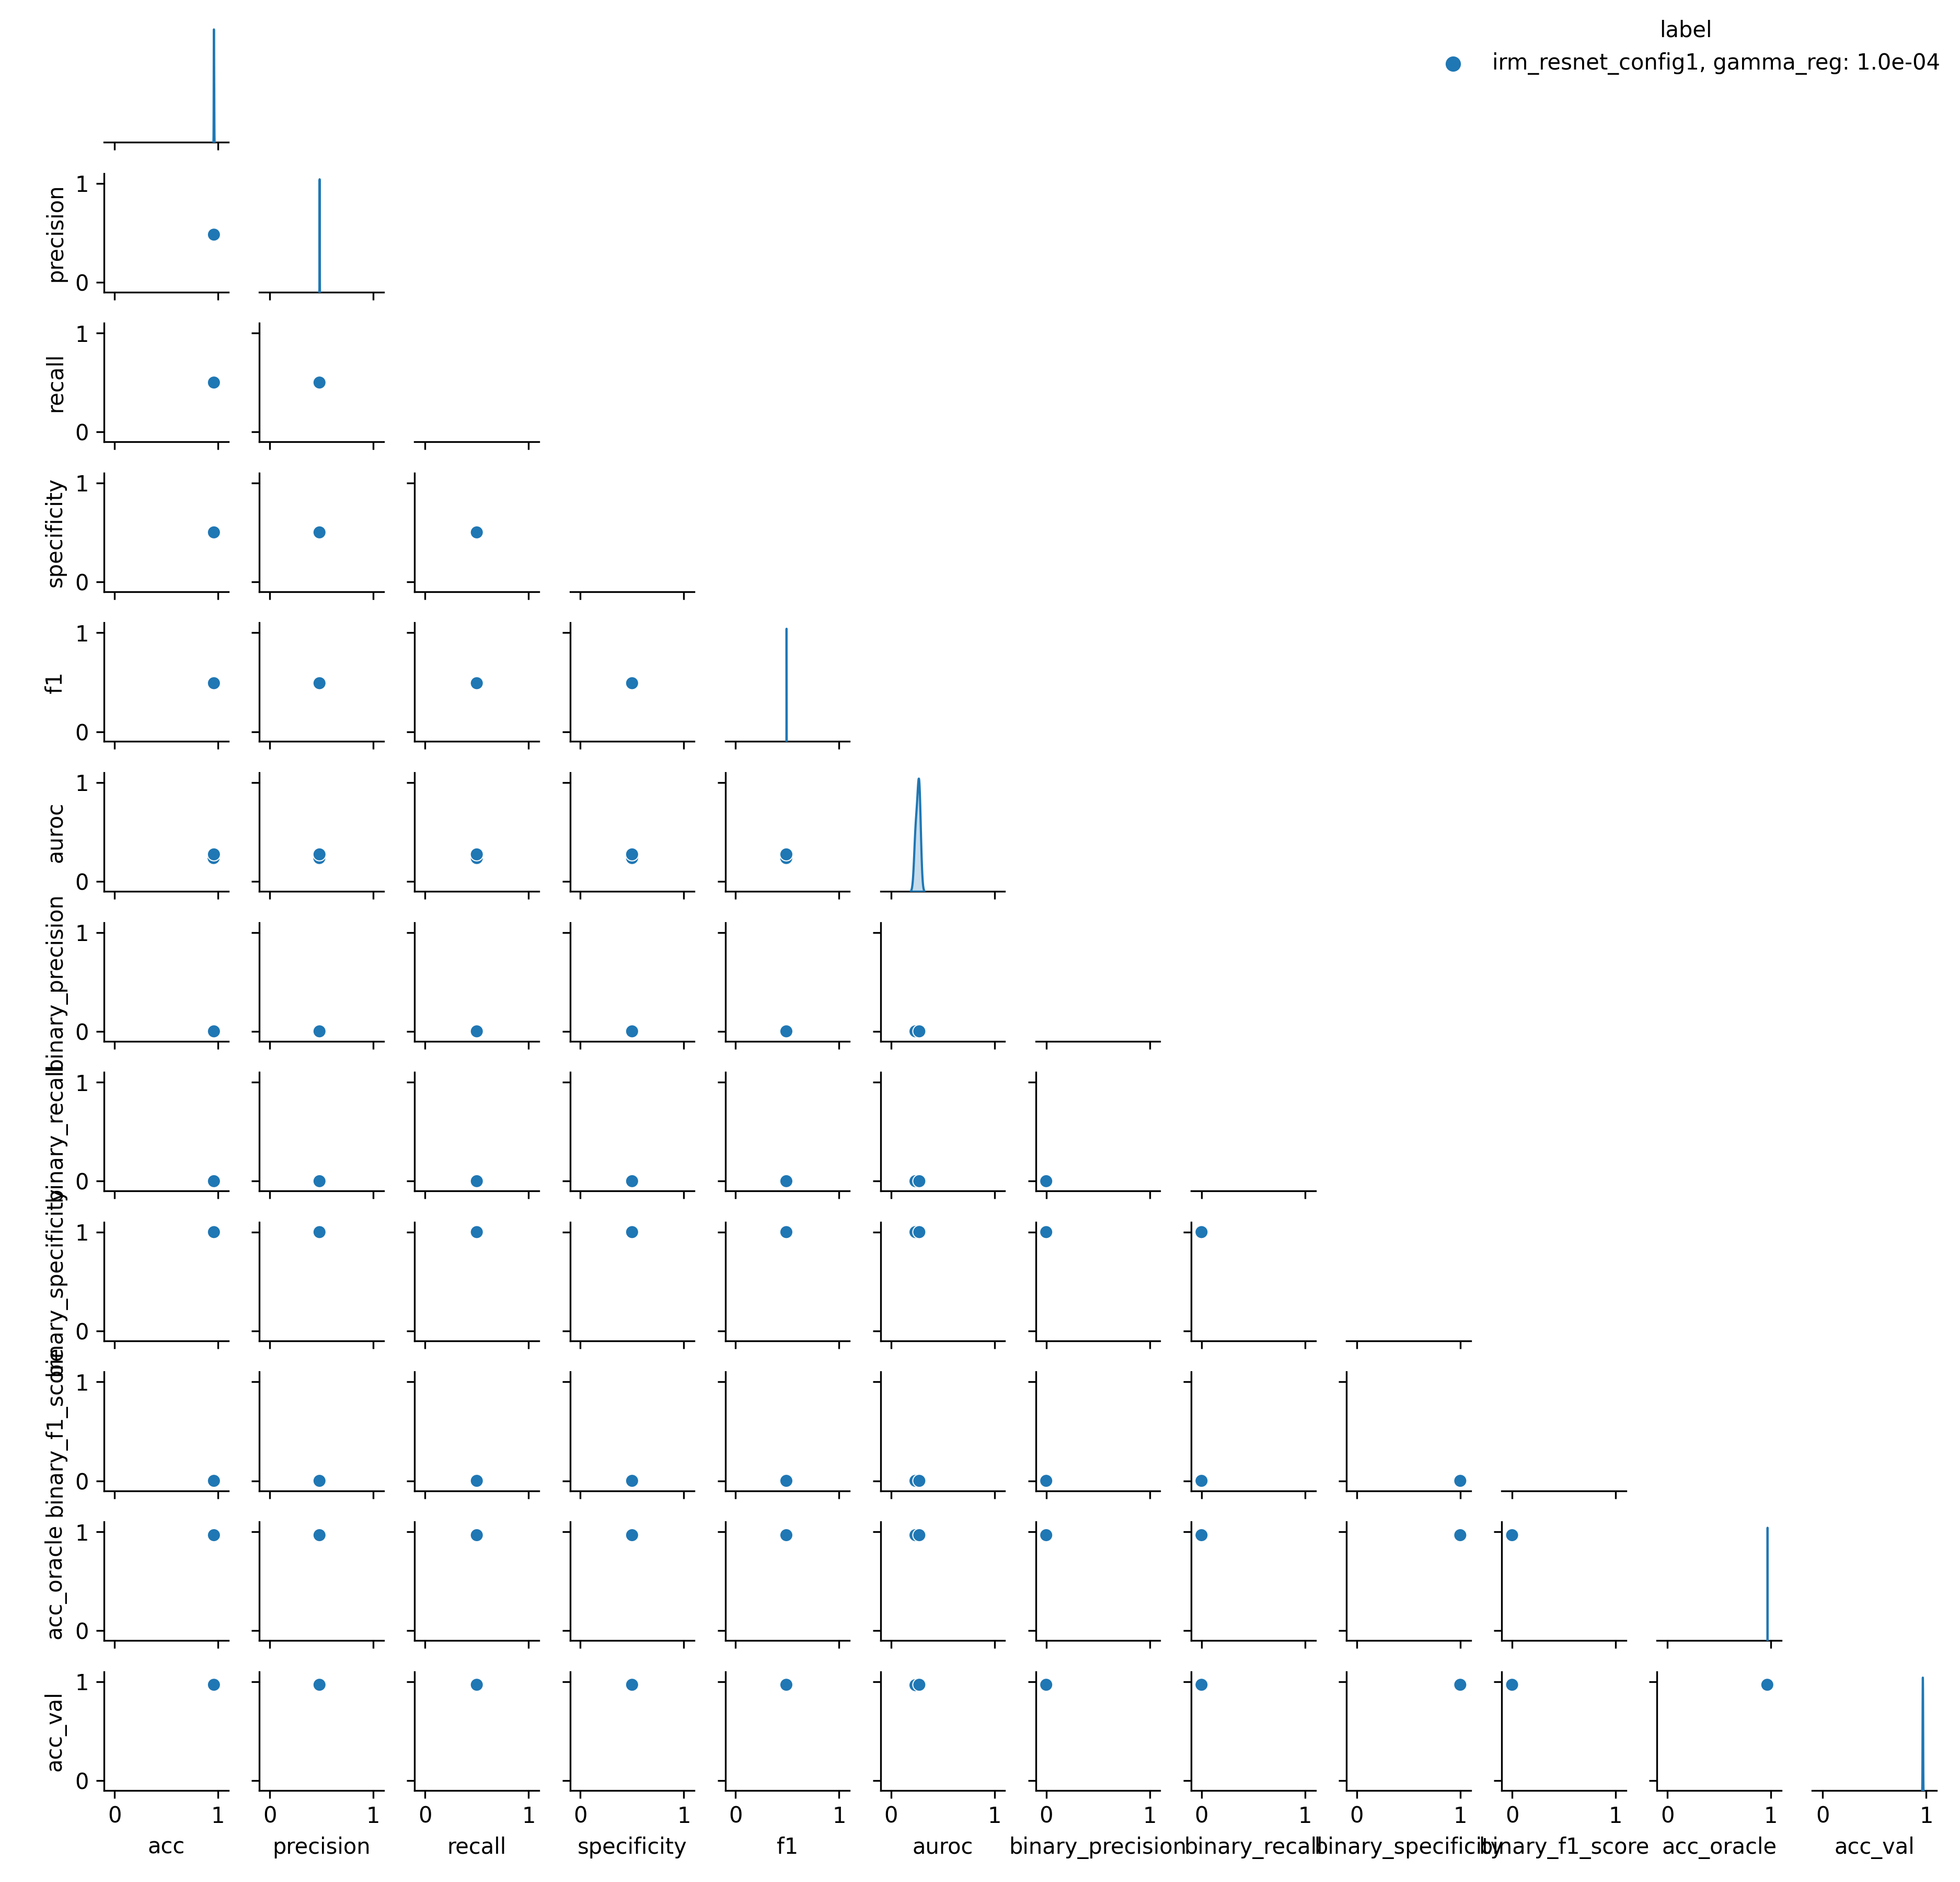 label
irm_resnet_config1, gamma_reg: 1.0e-04
precision
1
0
recall
1
0
specificity
1
0
f1
1
0
auroc
1
0
binary_precision
1
0
binary_recall
1
0
binary_specificity
1
0
binary_f1_score
1
0
acc_oracle
1
0
acc_val
1
0
0 1 0 1 0 1 0 1 0 1 0 1 0 1 0 1 0 1 0 1 0 1 0 1
acc precision recall specificity f1 auroc binary_precision binary_recall binary_specificity binary_f1_score acc_oracle acc_val